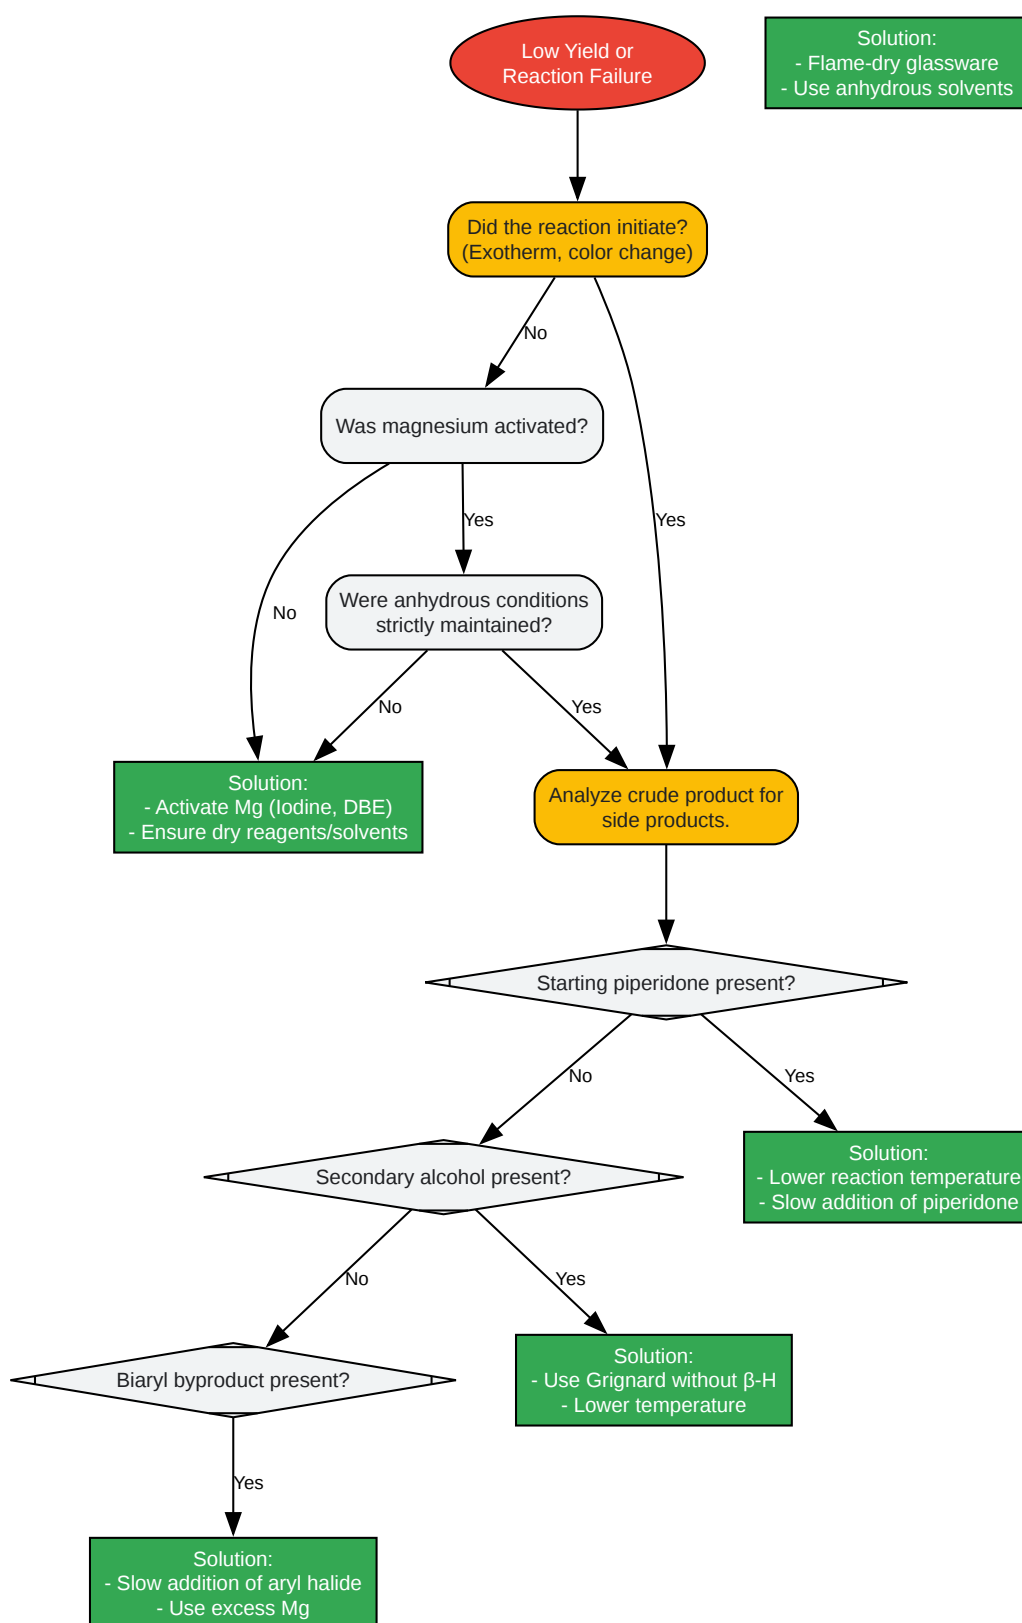 Low Yield or
Reaction Failure
Solution:
- Flame-dry glassware
- Use anhydrous solvents
Did the reaction initiate?
(Exotherm, color change)
No
Was magnesium activated?
Yes
Yes
Were anhydrous conditions
strictly maintained?
No
No
Yes
Solution:
- Activate Mg (Iodine, DBE)
- Ensure dry reagents/solvents
Analyze crude product for
side products.
Starting piperidone present?
No
Yes
Secondary alcohol present?
Solution:
- Lower reaction temperature
- Slow addition of piperidone
No
Yes
Biaryl byproduct present?
Solution:
- Use Grignard without β-H
- Lower temperature
Yes
Solution:
- Slow addition of aryl halide
- Use excess Mg